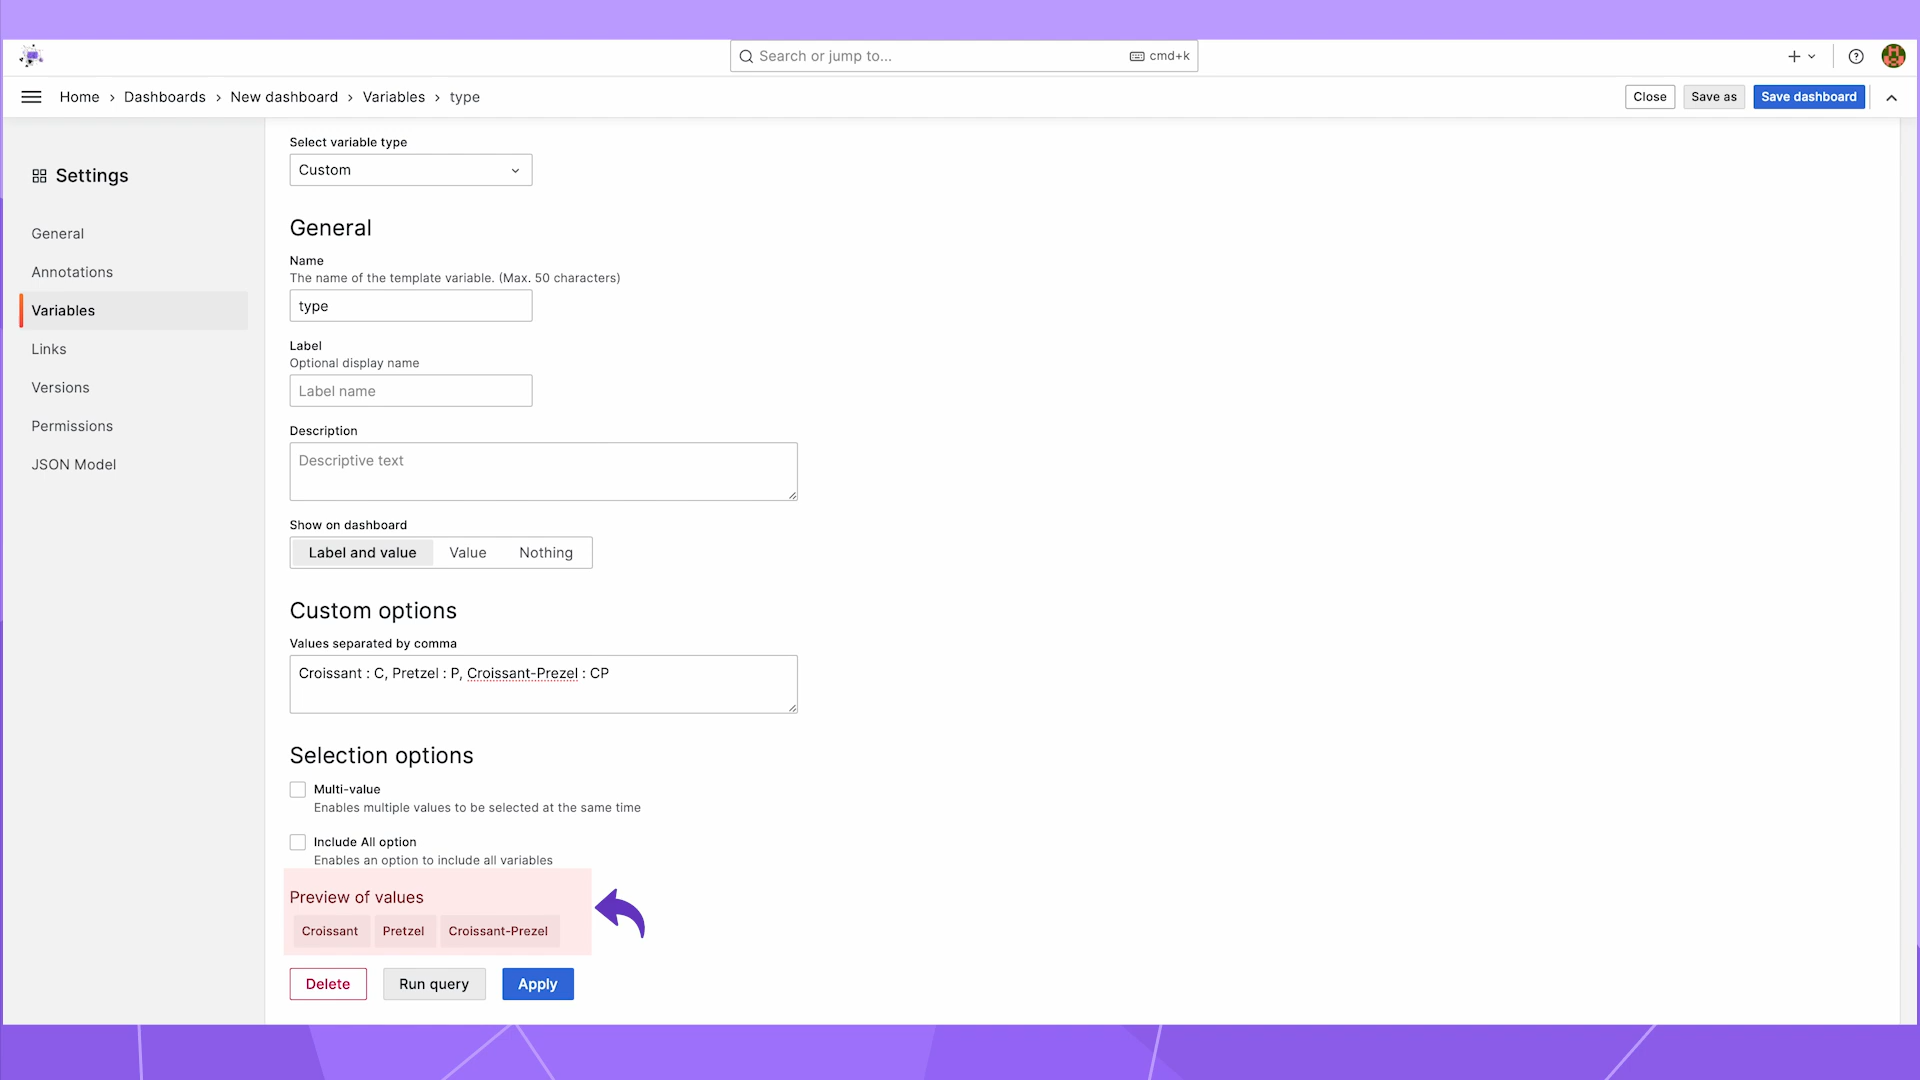 Search or jump to... cmd+k
Home › Dashboards › New dashboard › Variables › type
Close Save as Save dashboard
Settings
General
Annotations
Variables
Links
Versions
Permissions
JSON Model
Select variable type
Custom
General
Name
The name of the template variable. (Max. 50 characters)
type
Label
Optional display name
Label name
Description
Descriptive text
Show on dashboard
Label and value Value Nothing
Custom options
Values separated by comma
Croissant : C, Pretzel : P, Croissant-Prezel : CP
Selection options
Multi-value
Enables multiple values to be selected at the same time
Include All option
Enables an option to include all variables
Preview of values
Croissant Pretzel Croissant-Prezel
Delete Run query Apply